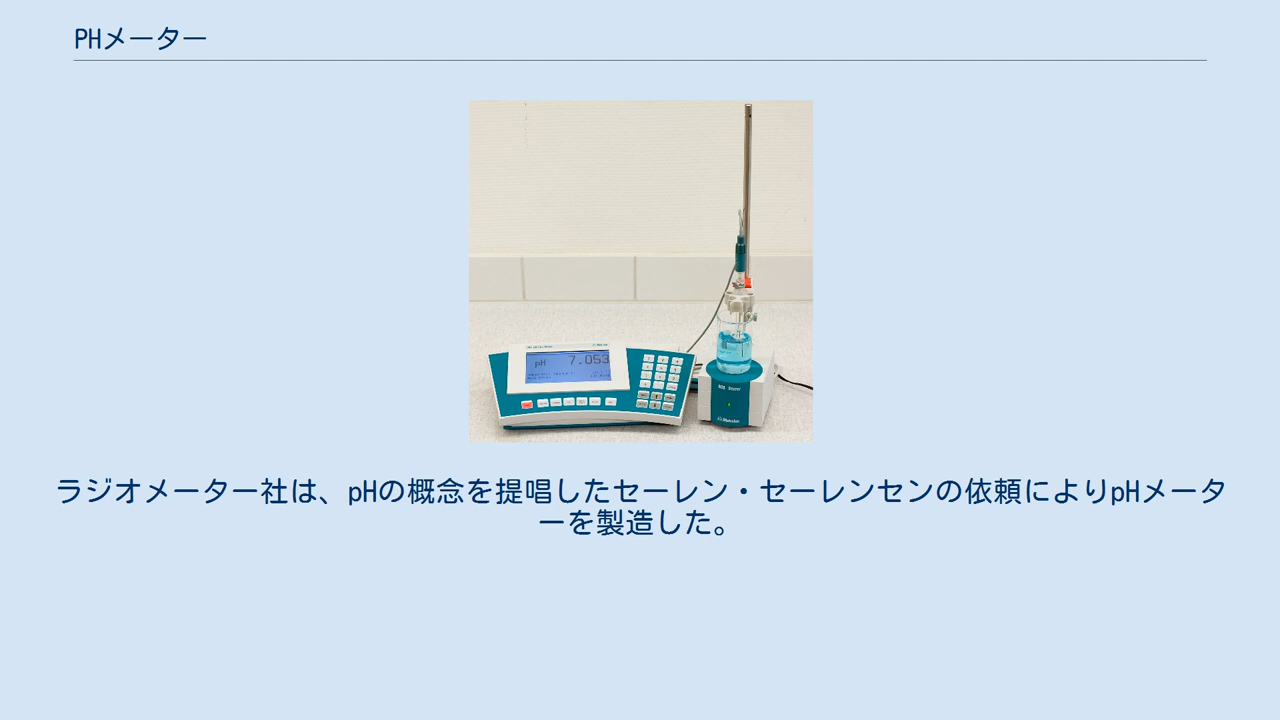 PHメーター
pH 7.053
ラジオメーター社は、pHの概念を提唱したセーレン・セーレンセンの依頼によりpHメータ
ーを製造した。